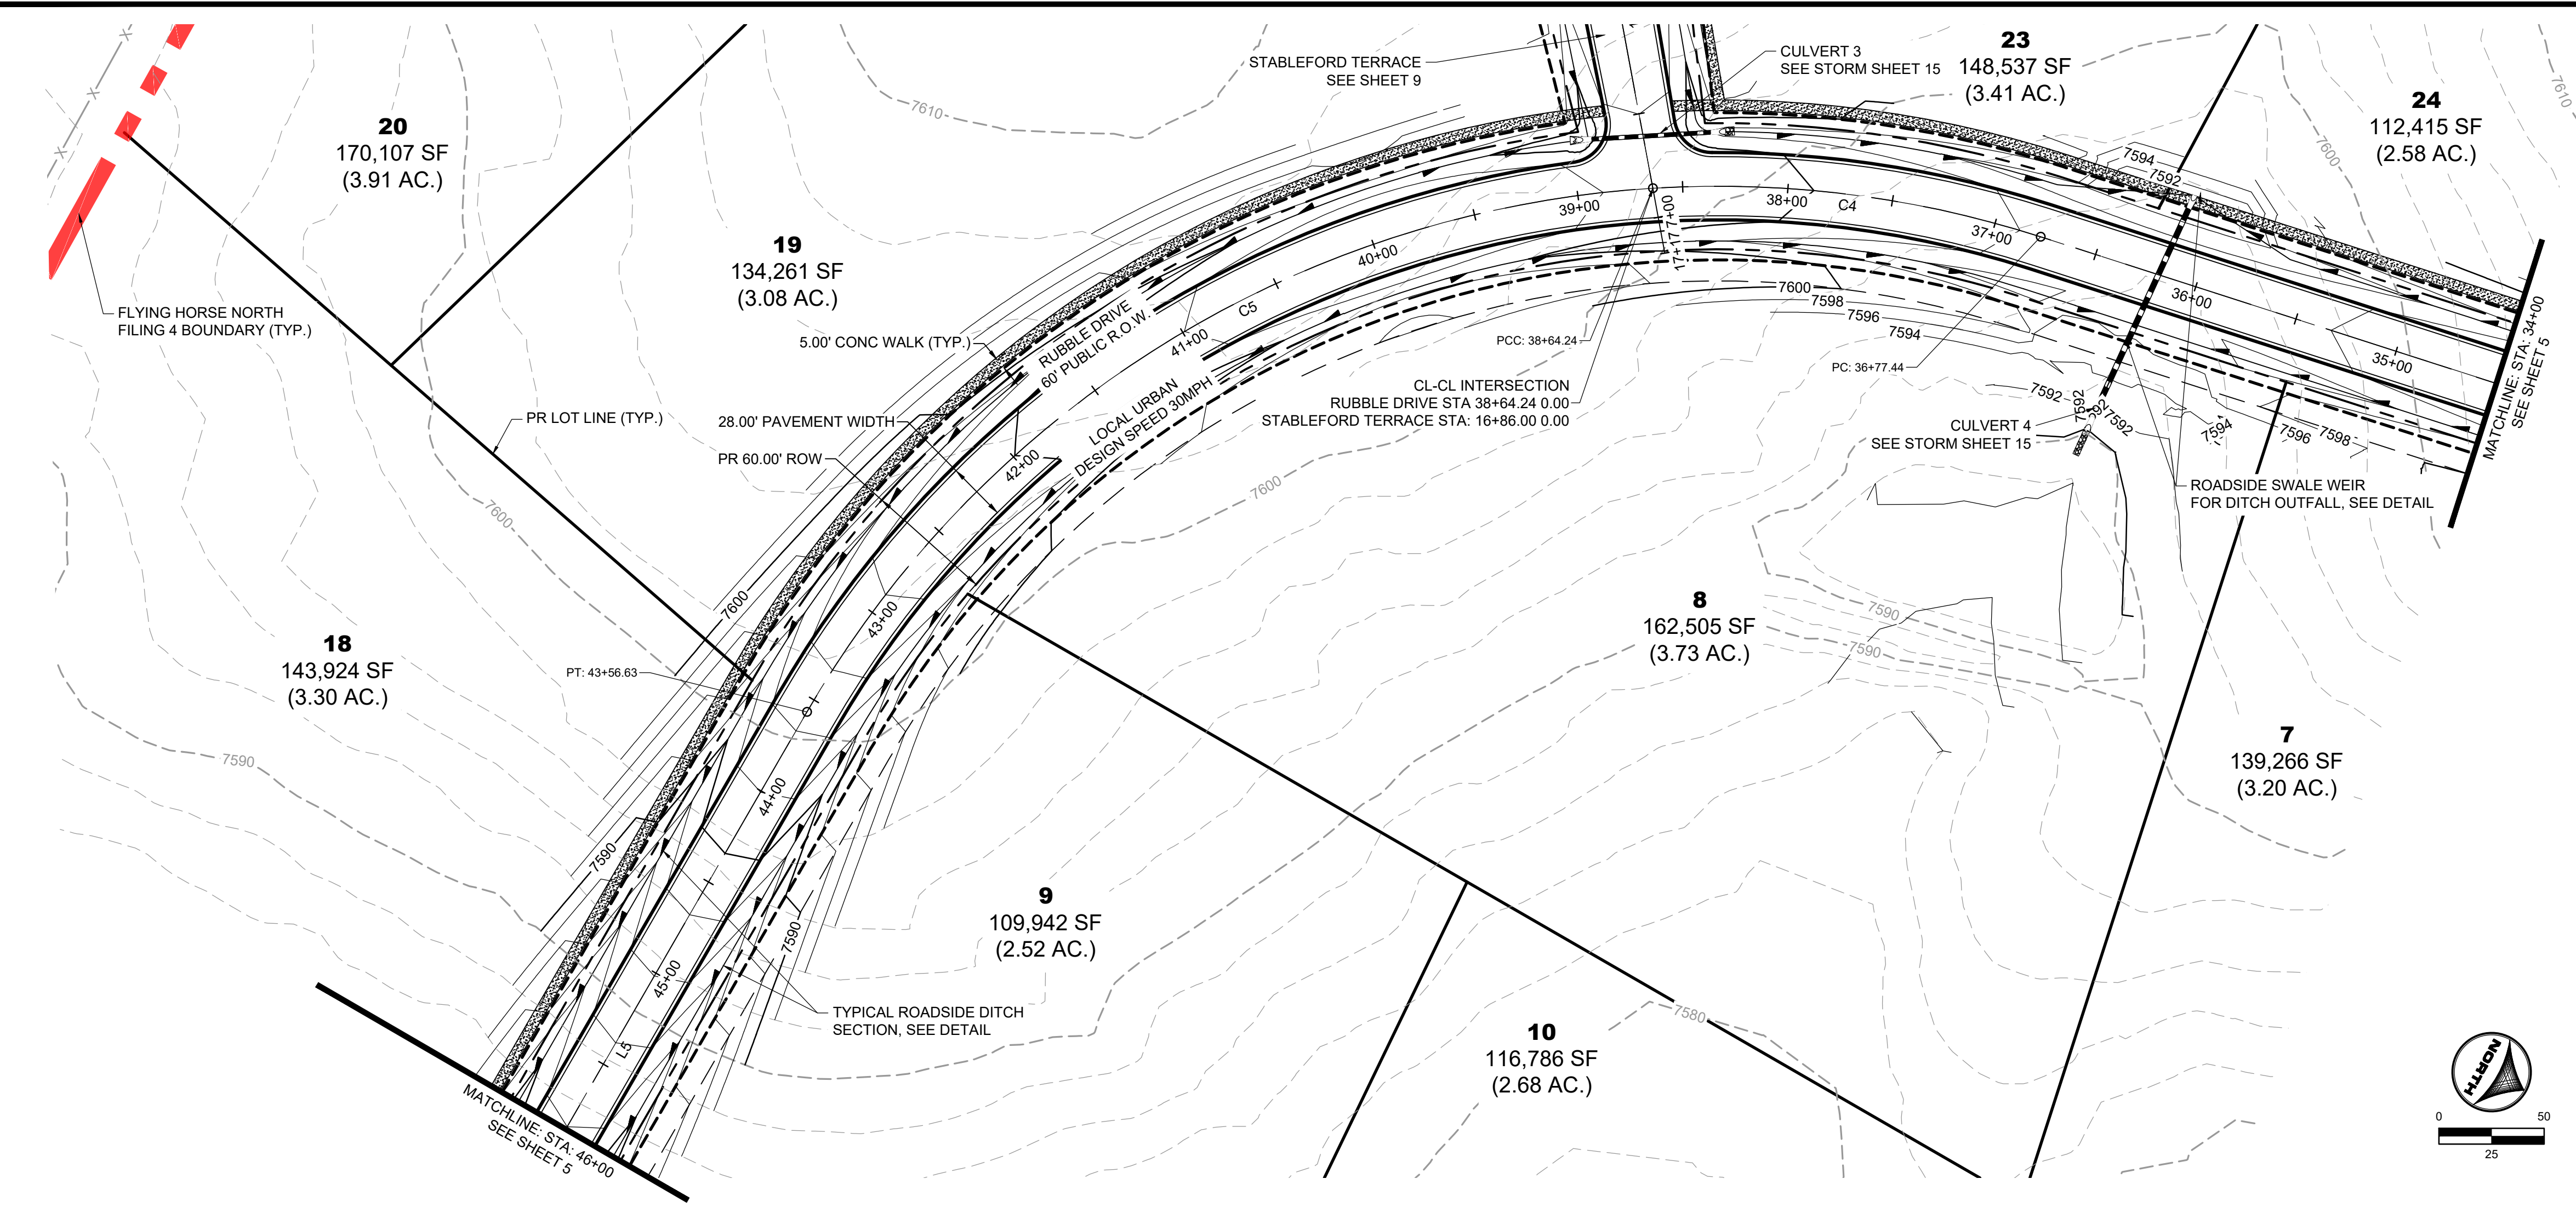 STABLEFORD TERRACE
SEE SHEET 9
CULVERT 3
SEE STORM SHEET 15
23
148,537 SF
(3.41 AC.)
24
112,415 SF
(2.58 AC.)
20
170,107 SF
(3.91 AC.)
19
134,261 SF
(3.08 AC.)
7610
7610
7600
7594
7592
FLYING HORSE NORTH
FILING 4 BOUNDARY (TYP.)
5.00' CONC WALK (TYP.)
RUBBLE DRIVE
60' PUBLIC R.O.W.
PR LOT LINE (TYP.)
28.00' PAVEMENT WIDTH
PR 60.00' ROW
LOCAL URBAN
DESIGN SPEED 30MPH
39+00
38+00
C4
37+00
40+00
C5
41+00
42+00
43+00
44+00
45+00
L5
36+00
35+00
17+17+00
PCC: 38+64.24
PC: 36+77.44
CL-CL INTERSECTION
RUBBLE DRIVE STA 38+64.24 0.00
STABLEFORD TERRACE STA: 16+86.00 0.00
7600
7598
7596
7594
7592
7592
7592
7594
7596
7598
CULVERT 4
SEE STORM SHEET 15
ROADSIDE SWALE WEIR
FOR DITCH OUTFALL, SEE DETAIL
MATCHLINE: STA: 34+00
SEE SHEET 5
7600
7600
7600
18
143,924 SF
(3.30 AC.)
PT: 43+56.63
7590
7590
7590
7590
7590
8
162,505 SF
(3.73 AC.)
7
139,266 SF
(3.20 AC.)
9
109,942 SF
(2.52 AC.)
TYPICAL ROADSIDE DITCH
SECTION, SEE DETAIL
10
116,786 SF
(2.68 AC.)
7580
MATCHLINE: STA: 46+00
SEE SHEET 5
NORTH
0
50
25